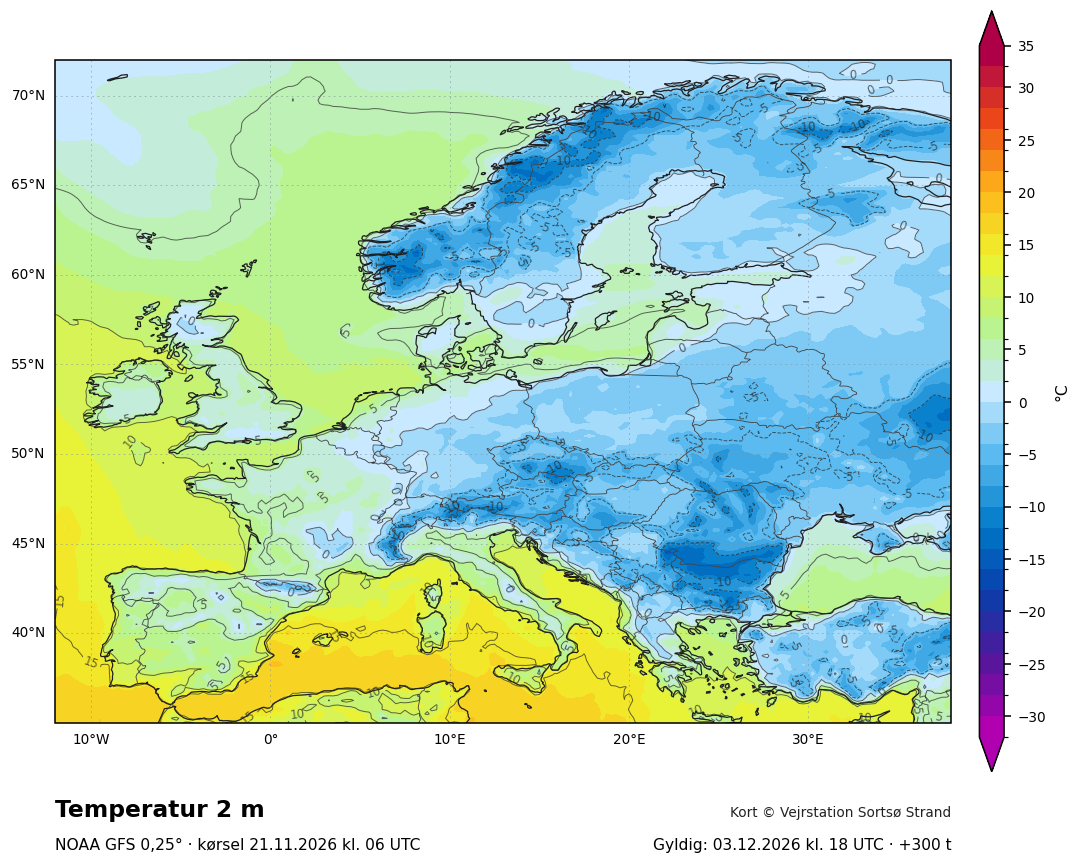 35
30
25
20
15
10
5
0
−5
−10
−15
−20
−25
−30
°C
70°N
65°N
60°N
55°N
50°N
45°N
40°N
10°W
0°
10°E
20°E
30°E
Temperatur 2 m
Kort © Vejrstation Sortsø Strand
NOAA GFS 0,25° · kørsel 21.11.2026 kl. 06 UTC
Gyldig: 03.12.2026 kl. 18 UTC · +300 t